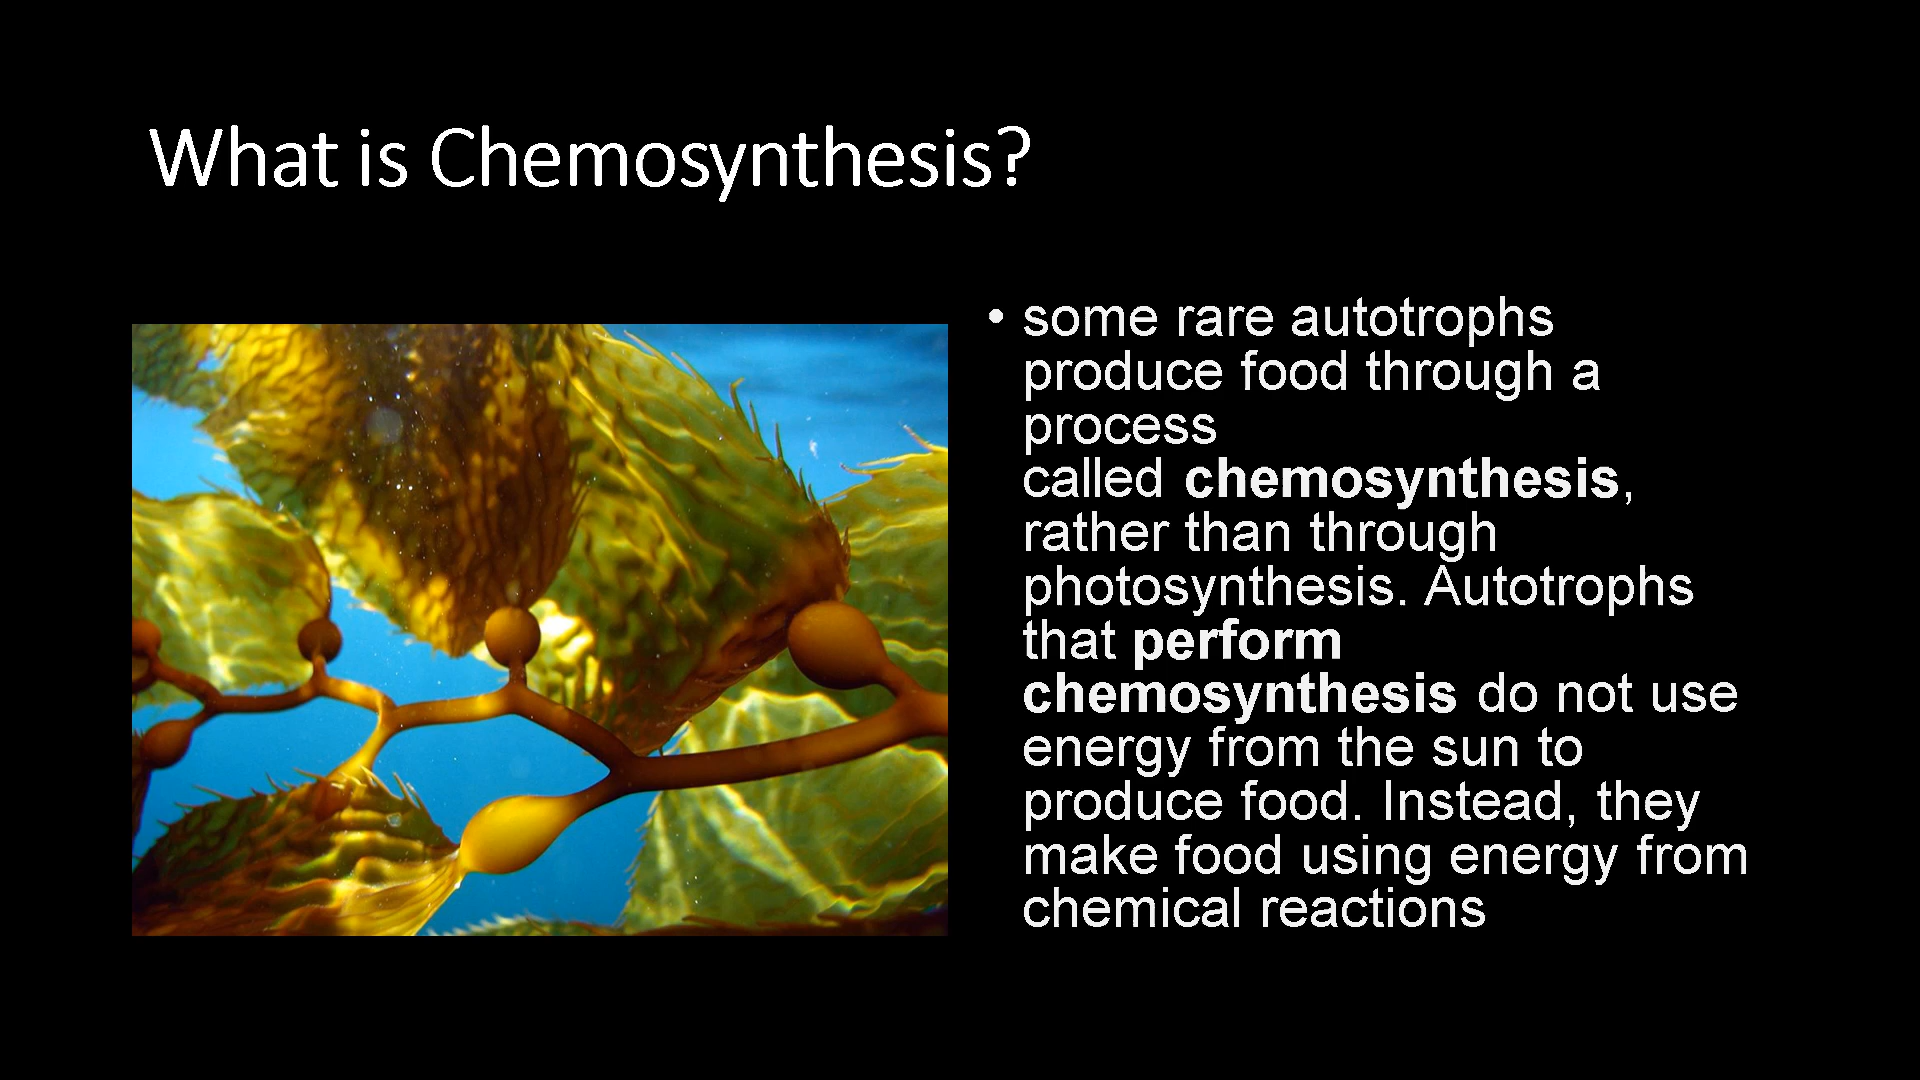 What is Chemosynthesis?
• some rare autotrophs
produce food through a
process
called chemosynthesis,
rather than through
photosynthesis. Autotrophs
that perform
chemosynthesis do not use
energy from the sun to
produce food. Instead, they
make food using energy from
chemical reactions